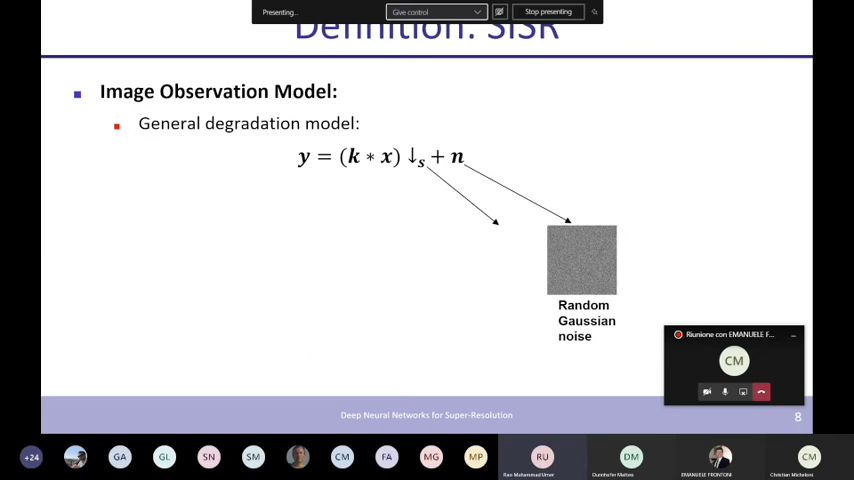 Presenting...
Give control
Stop presenting
Definition: SISR
Image Observation Model:
General degradation model:
y = (k ∗ x) ↓s + n
Random
Gaussian
noise
Riunione con EMANUELE F...
CM
Deep Neural Networks for Super-Resolution
8
+24
GA
GL
SN
SM
CM
FA
MG
MP
RU
DM
CM
Rao Muhammad Umer
Dunnhofer Matteo
EMANUELE FRONTONI
Christian Micheloni